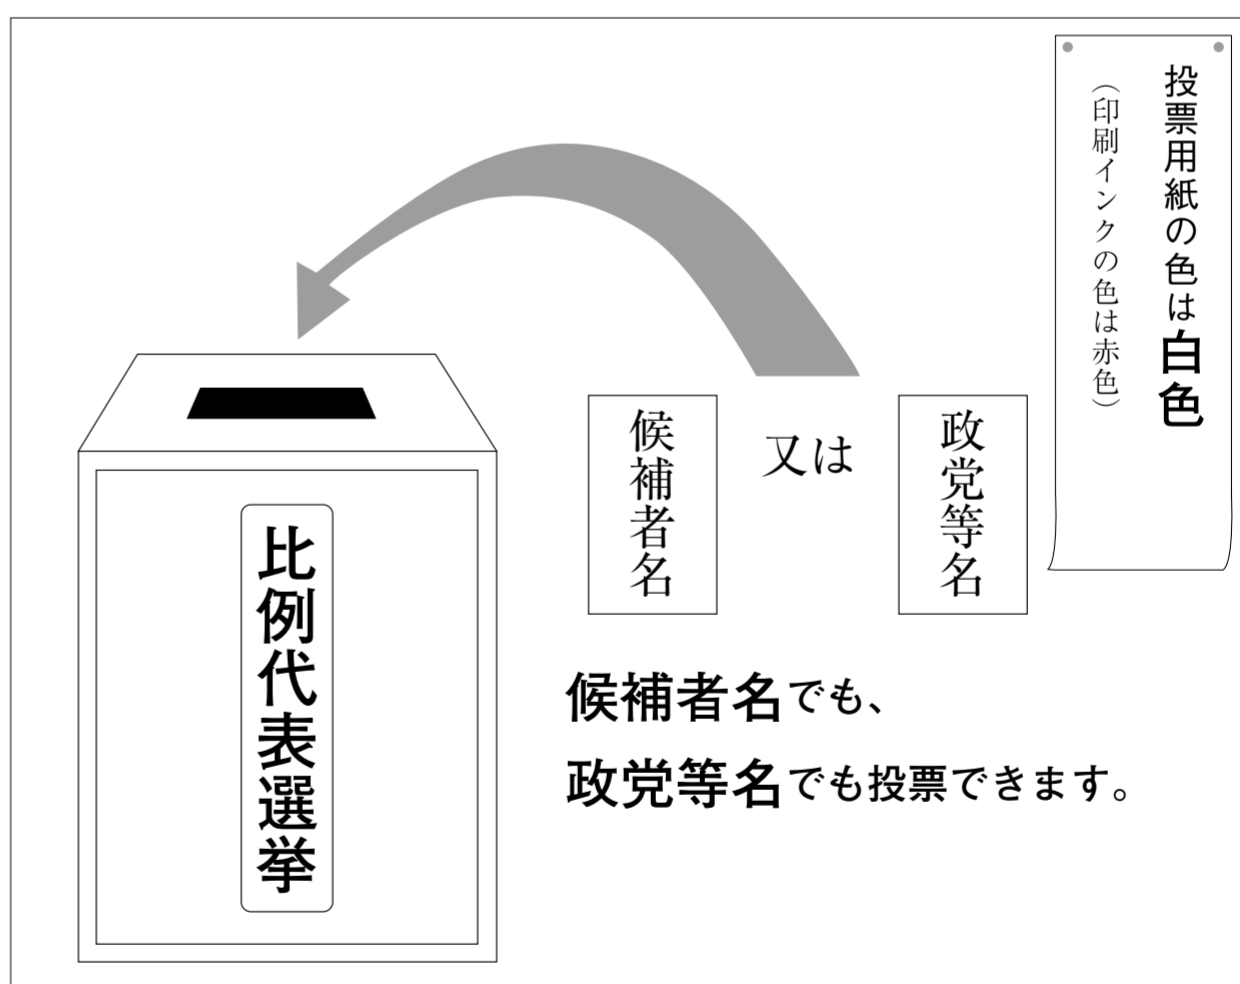 投票用紙の色は白色
（印刷インクの色は赤色）
政党等名
又は
候補者名
比例代表選挙
候補者名でも、
政党等名でも投票できます。